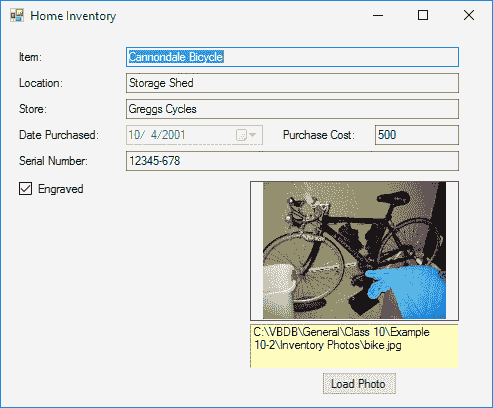 Home Inventory
Item: Cannondale Bicycle
Location: Storage Shed
Store: Greggs Cycles
Date Purchased: 10/ 4/2001 Purchase Cost: 500
Serial Number: 12345-678
Engraved
C:\VBDB\General\Class 10\Example
10-2\Inventory Photos\bike.jpg
Load Photo